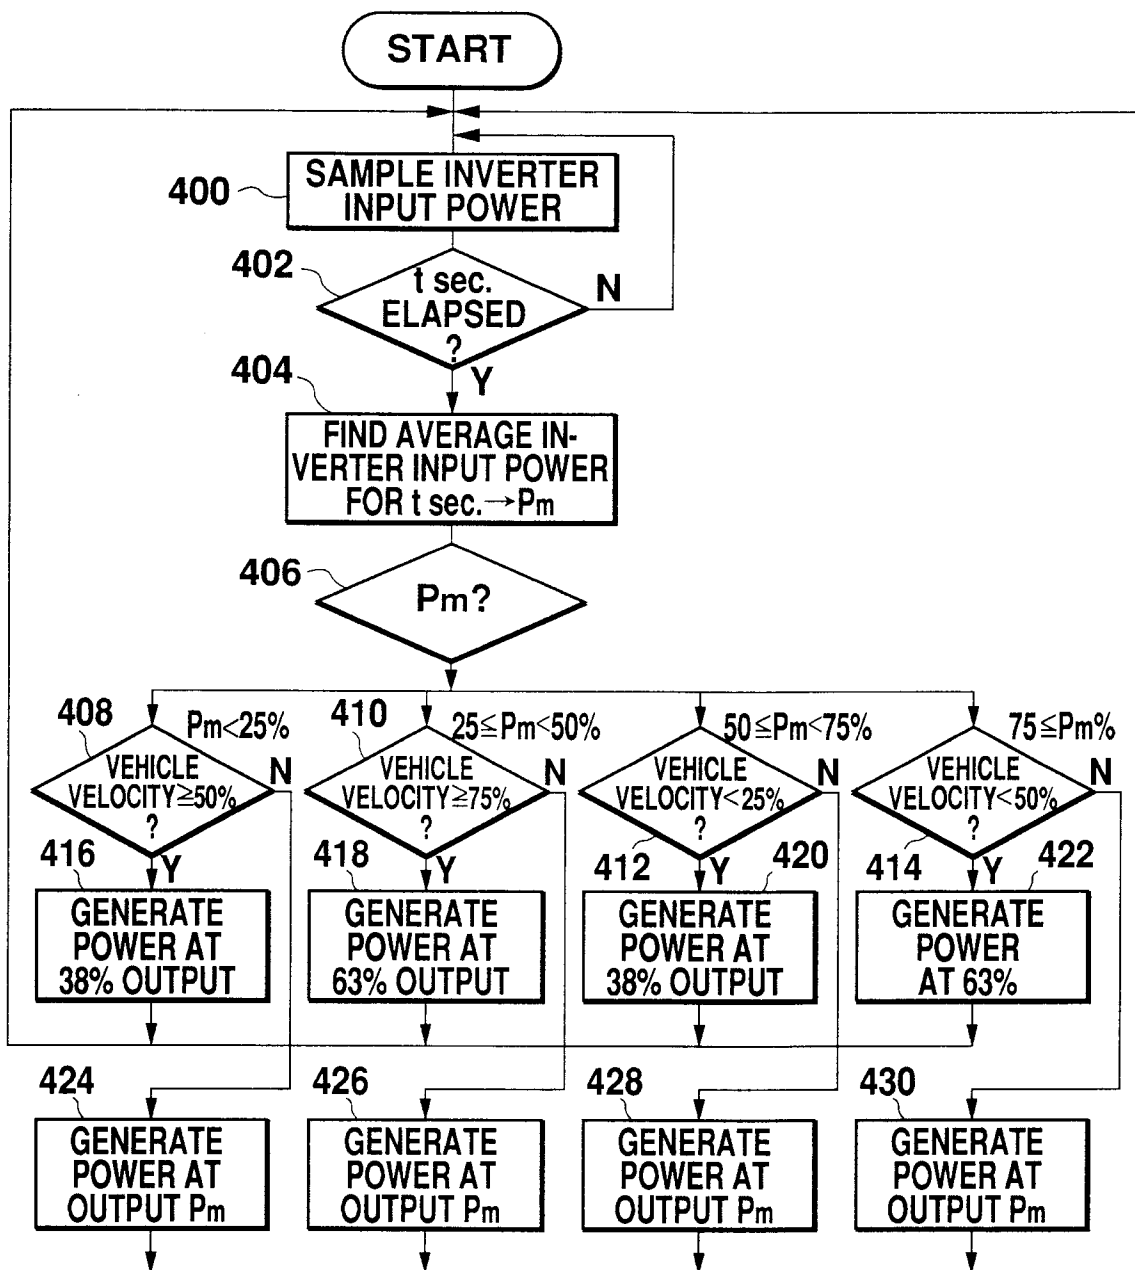 START
400
SAMPLE INVERTER
INPUT POWER
402
t sec.
ELAPSED
?
N
Y
404
FIND AVERAGE IN-
VERTER INPUT POWER
FOR t sec.→Pm
406
Pm?
408
Pm<25%
VEHICLE
VELOCITY≧50%
?
N
Y
410
25≦Pm<50%
VEHICLE
VELOCITY≧75%
?
N
Y
50≦Pm<75%
VEHICLE
VELOCITY<25%
?
N
412
Y
75≦Pm%
VEHICLE
VELOCITY<50%
?
N
414
Y
416
GENERATE
POWER AT
38% OUTPUT
418
GENERATE
POWER AT
63% OUTPUT
420
GENERATE
POWER AT
38% OUTPUT
422
GENERATE
POWER
AT 63%
424
GENERATE
POWER AT
OUTPUT Pm
426
GENERATE
POWER AT
OUTPUT Pm
428
GENERATE
POWER AT
OUTPUT Pm
430
GENERATE
POWER AT
OUTPUT Pm